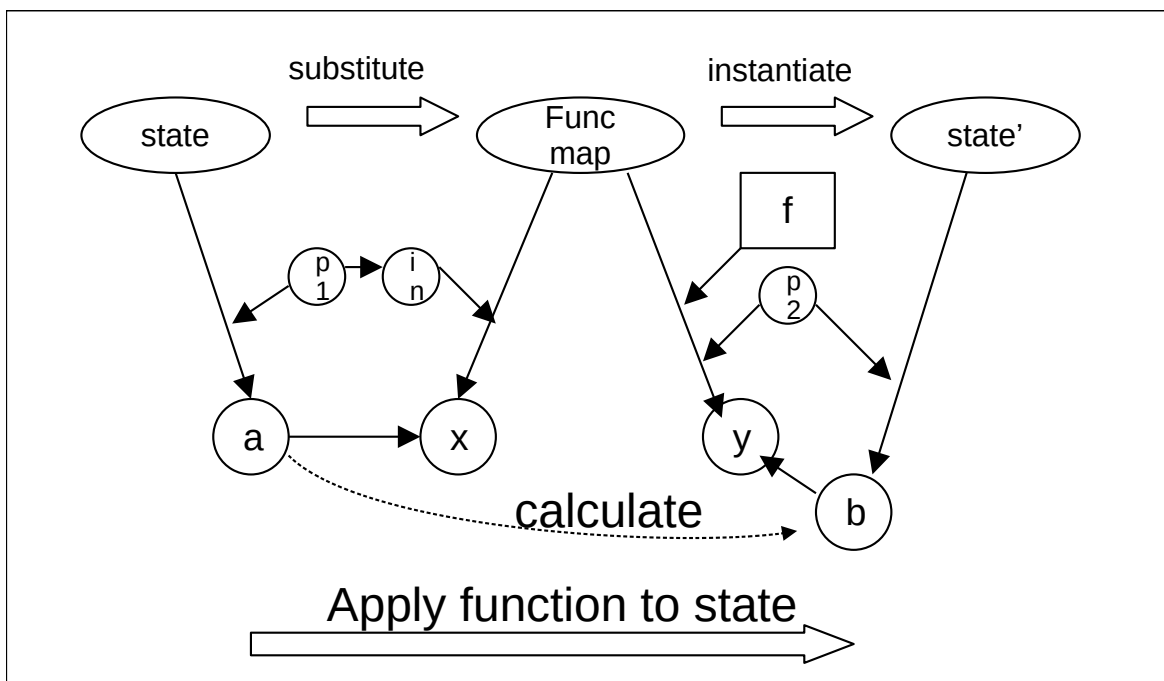 substitute
instantiate
state
Func
map
state’
f
p
1
i
n
p
2
a
x
y
b
calculate
Apply function to state